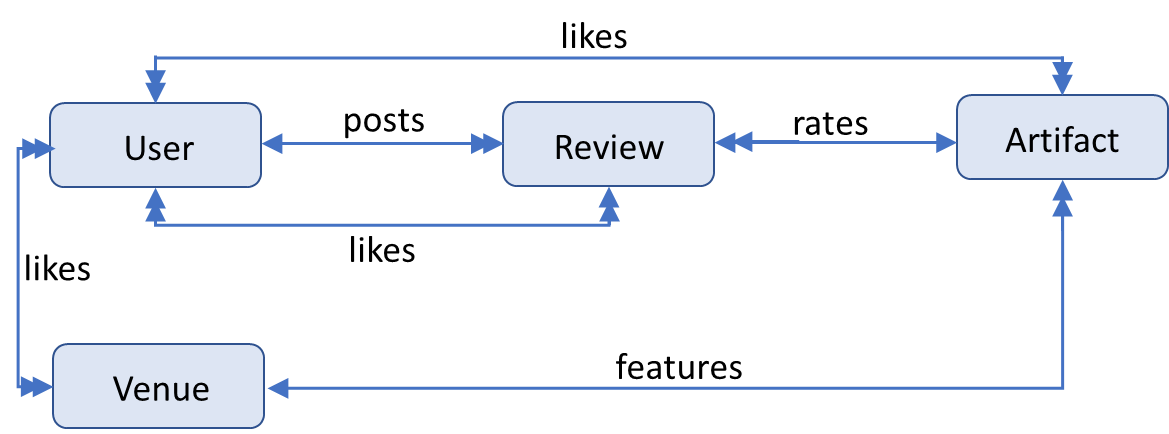 likes
User
posts
Review
rates
Artifact
likes
likes
Venue
features